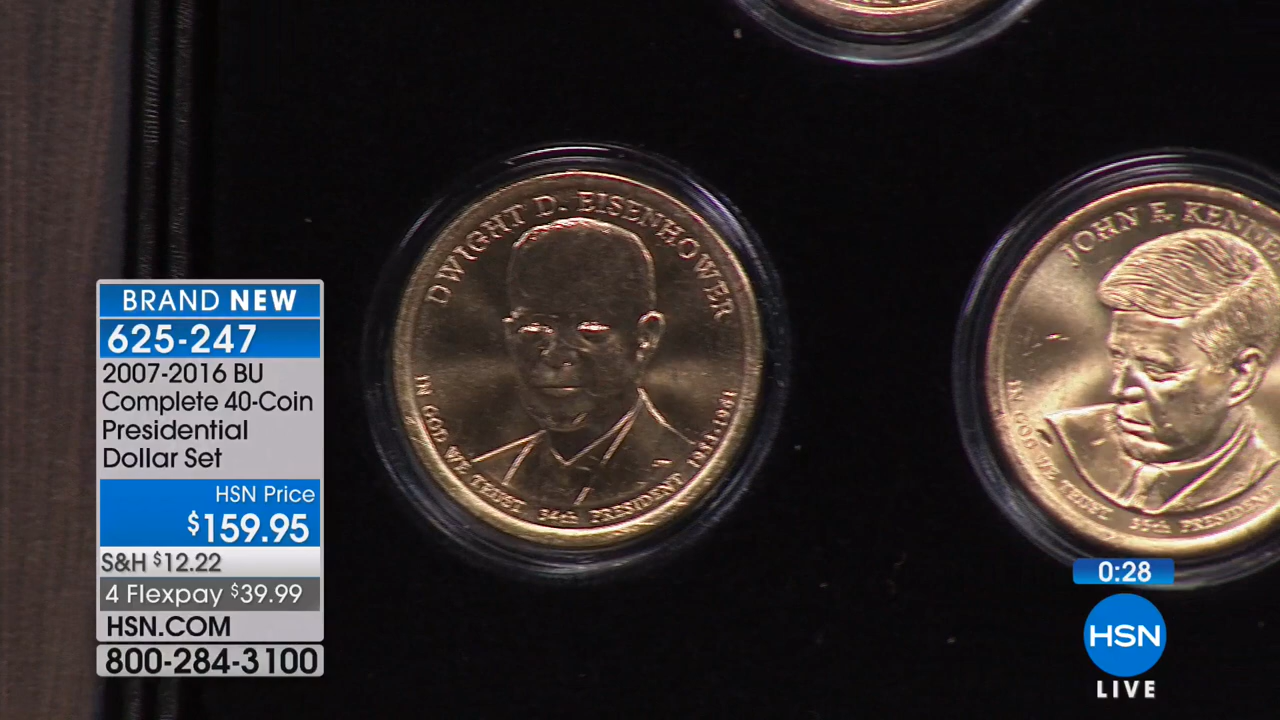 BRAND NEW
625-247
2007-2016 BU
Complete 40-Coin
Presidential
Dollar Set
HSN Price
$159.95
S&H $12.22
4 Flexpay $39.99
HSN.COM
800-284-3100
DWIGHT D. EISENHOWER
IN GOD WE TRUST
34th PRESIDENT 1953-1961
JOHN F. KENNE
IN GOD WE TRUST
35th PRESIDENT
0:28
HSN
LIVE